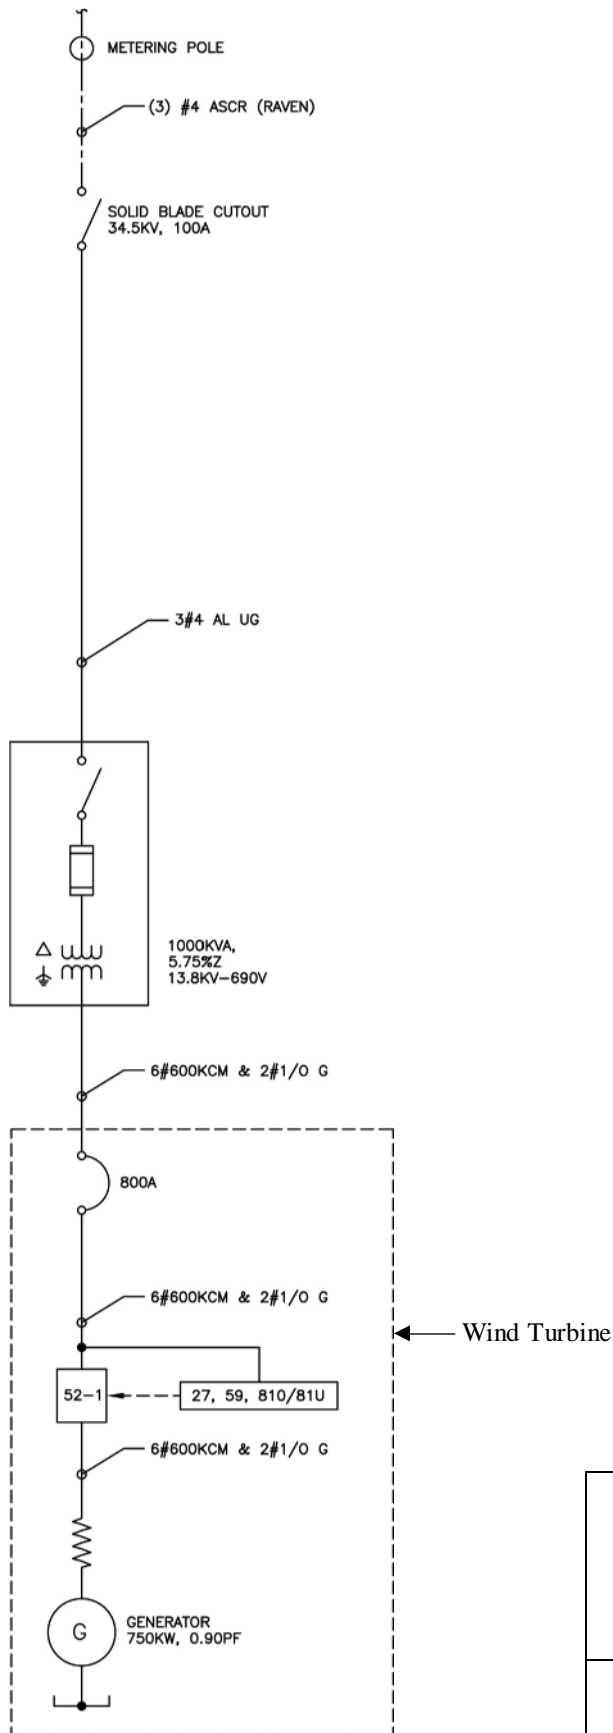 METERING POLE
(3) #4 ASCR (RAVEN)
SOLID BLADE CUTOUT
34.5KV, 100A
3#4 AL UG
1000KVA,
5.75%Z
13.8KV-690V
6#600KCM & 2#1/0 G
800A
6#600KCM & 2#1/0 G
Wind Turbine
52-1
27, 59, 81O/81U
6#600KCM & 2#1/0 G
G
GENERATOR
750KW, 0.90PF